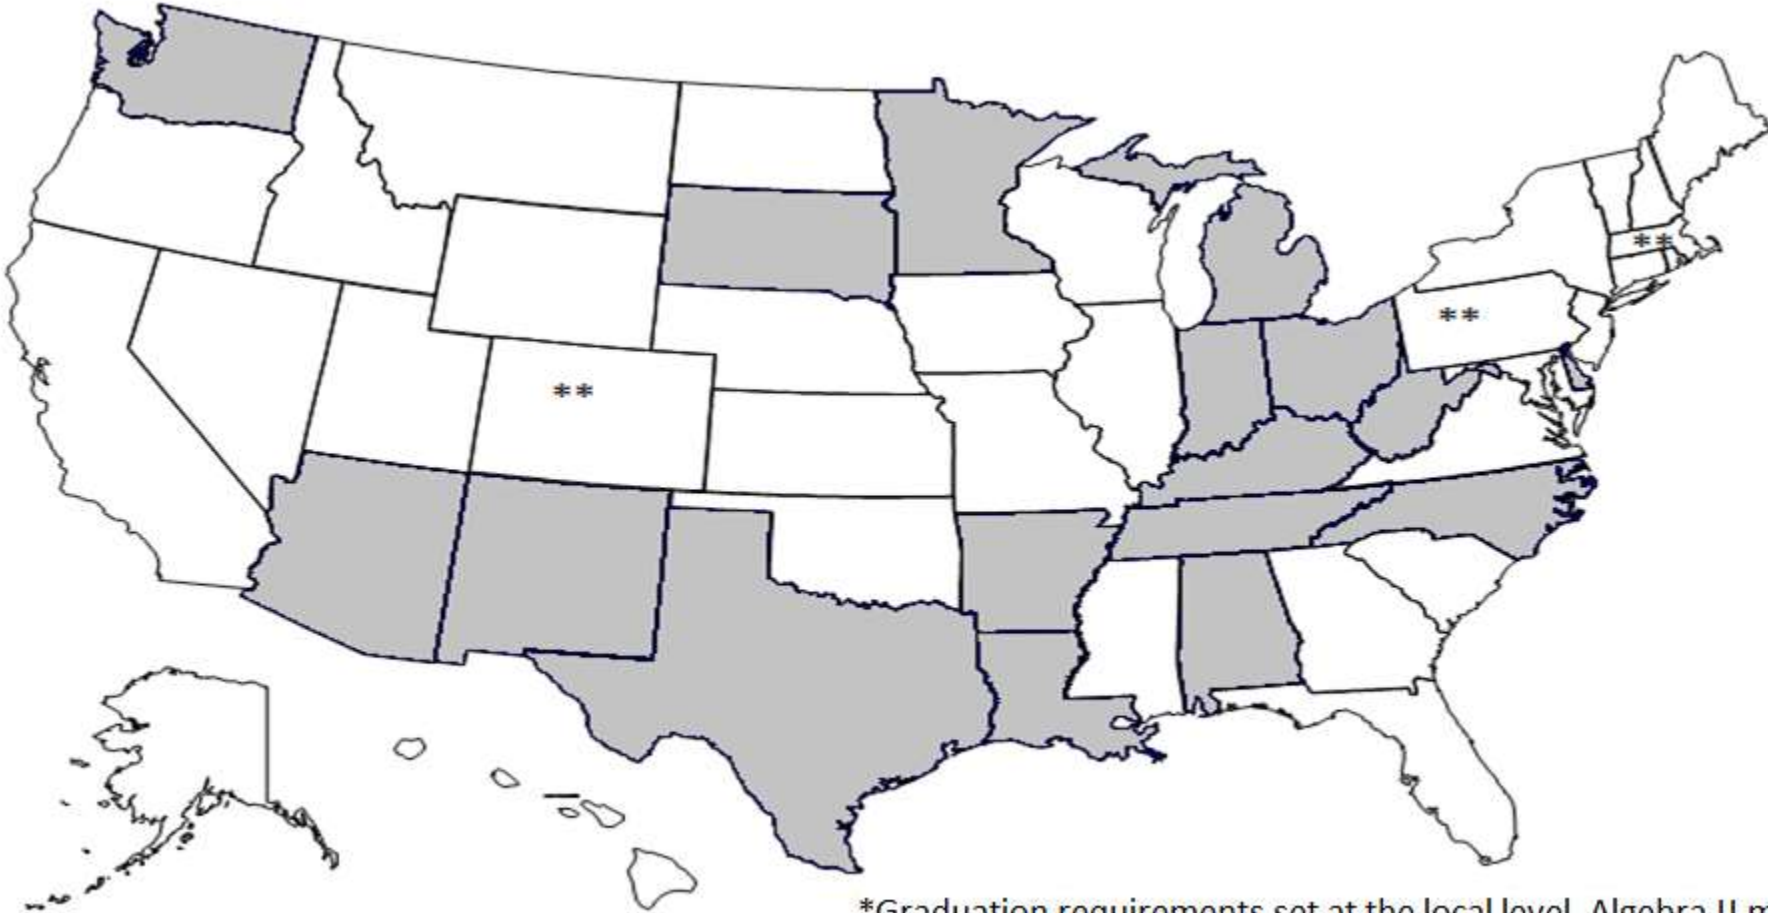 **
**
**
*Graduation requirements set at the local level. Algebra II